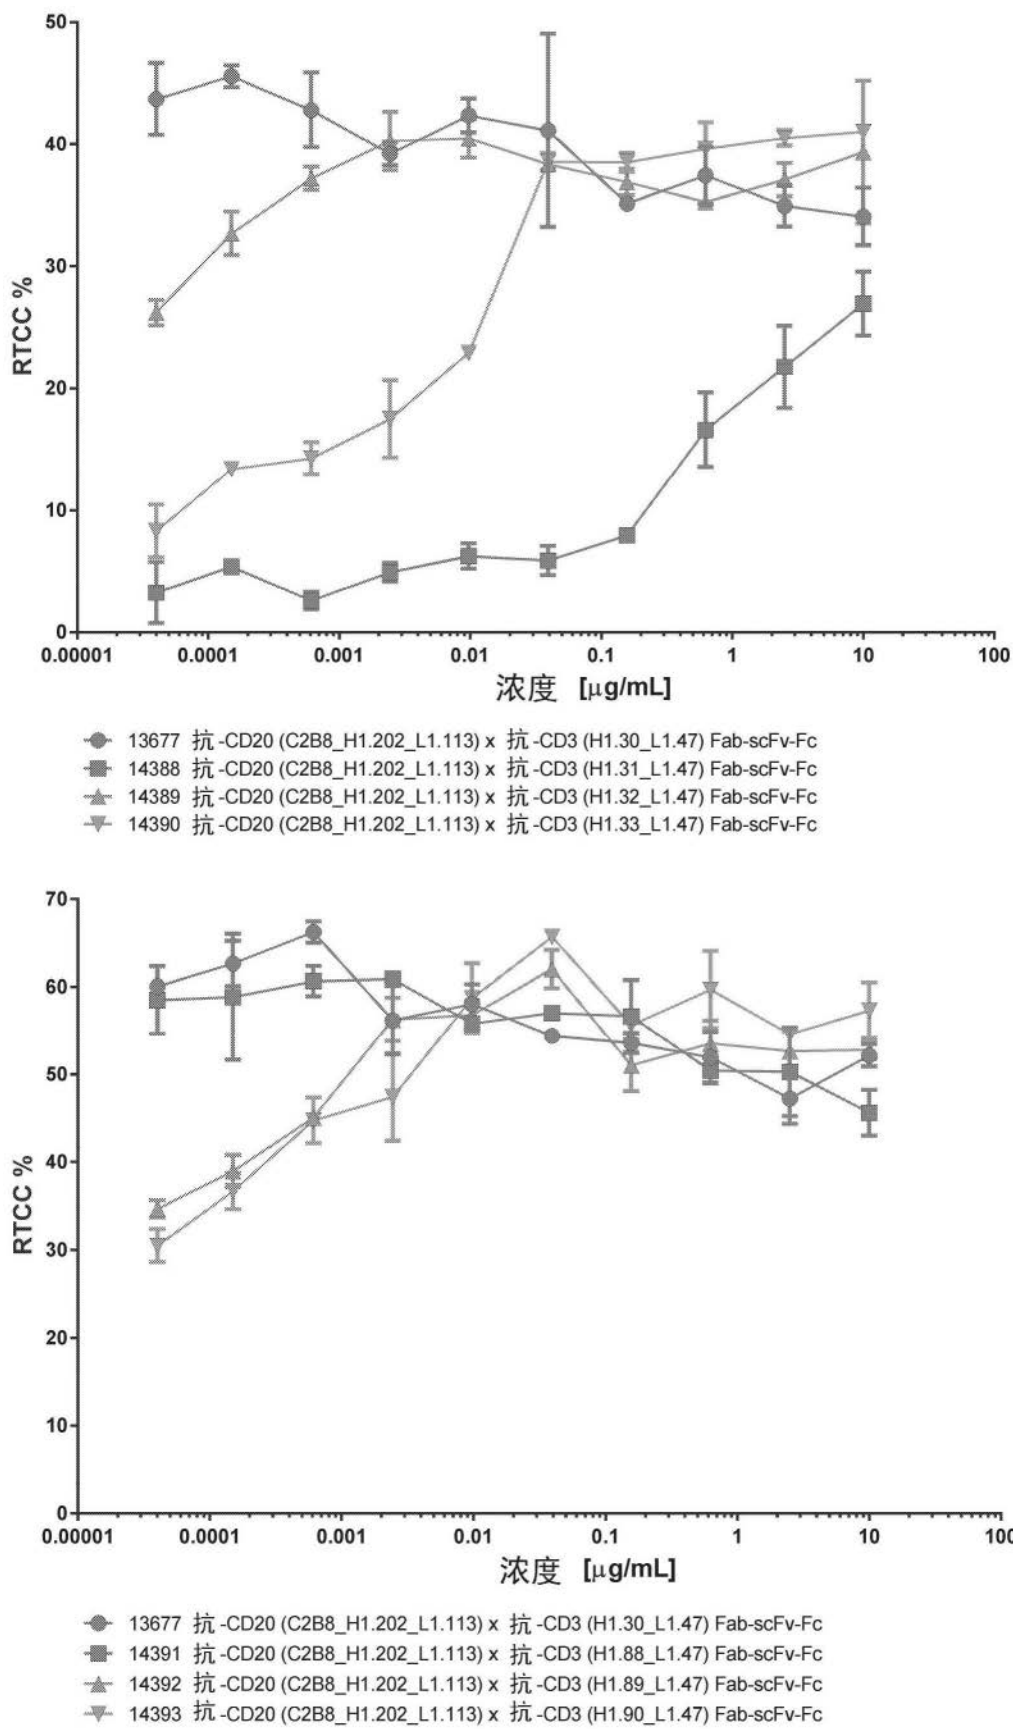 50
40
30
20
10
0
RTCC %
0.00001 0.0001 0.001 0.01 0.1 1 10 100
浓度 [μg/mL]
13677 抗-CD20 (C2B8_H1.202_L1.113) x 抗-CD3 (H1.30_L1.47) Fab-scFv-Fc
14388 抗-CD20 (C2B8_H1.202_L1.113) x 抗-CD3 (H1.31_L1.47) Fab-scFv-Fc
14389 抗-CD20 (C2B8_H1.202_L1.113) x 抗-CD3 (H1.32_L1.47) Fab-scFv-Fc
14390 抗-CD20 (C2B8_H1.202_L1.113) x 抗-CD3 (H1.33_L1.47) Fab-scFv-Fc
70
60
50
40
30
20
10
0
RTCC %
0.00001 0.0001 0.001 0.01 0.1 1 10 100
浓度 [μg/mL]
13677 抗-CD20 (C2B8_H1.202_L1.113) x 抗-CD3 (H1.30_L1.47) Fab-scFv-Fc
14391 抗-CD20 (C2B8_H1.202_L1.113) x 抗-CD3 (H1.88_L1.47) Fab-scFv-Fc
14392 抗-CD20 (C2B8_H1.202_L1.113) x 抗-CD3 (H1.89_L1.47) Fab-scFv-Fc
14393 抗-CD20 (C2B8_H1.202_L1.113) x 抗-CD3 (H1.90_L1.47) Fab-scFv-Fc